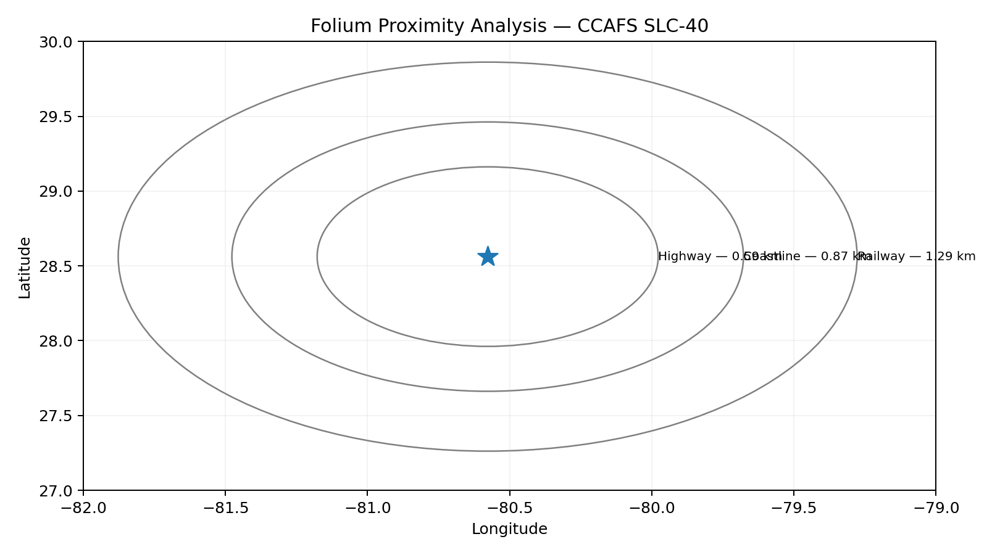 Folium Proximity Analysis — CCAFS SLC-40
30.0
29.5
29.0
28.5
28.0
27.5
27.0
Latitude
Highway — 0.59 km
Coastline — 0.87 km
Railway — 1.29 km
−82.0 −81.5 −81.0 −80.5 −80.0 −79.5 −79.0
Longitude